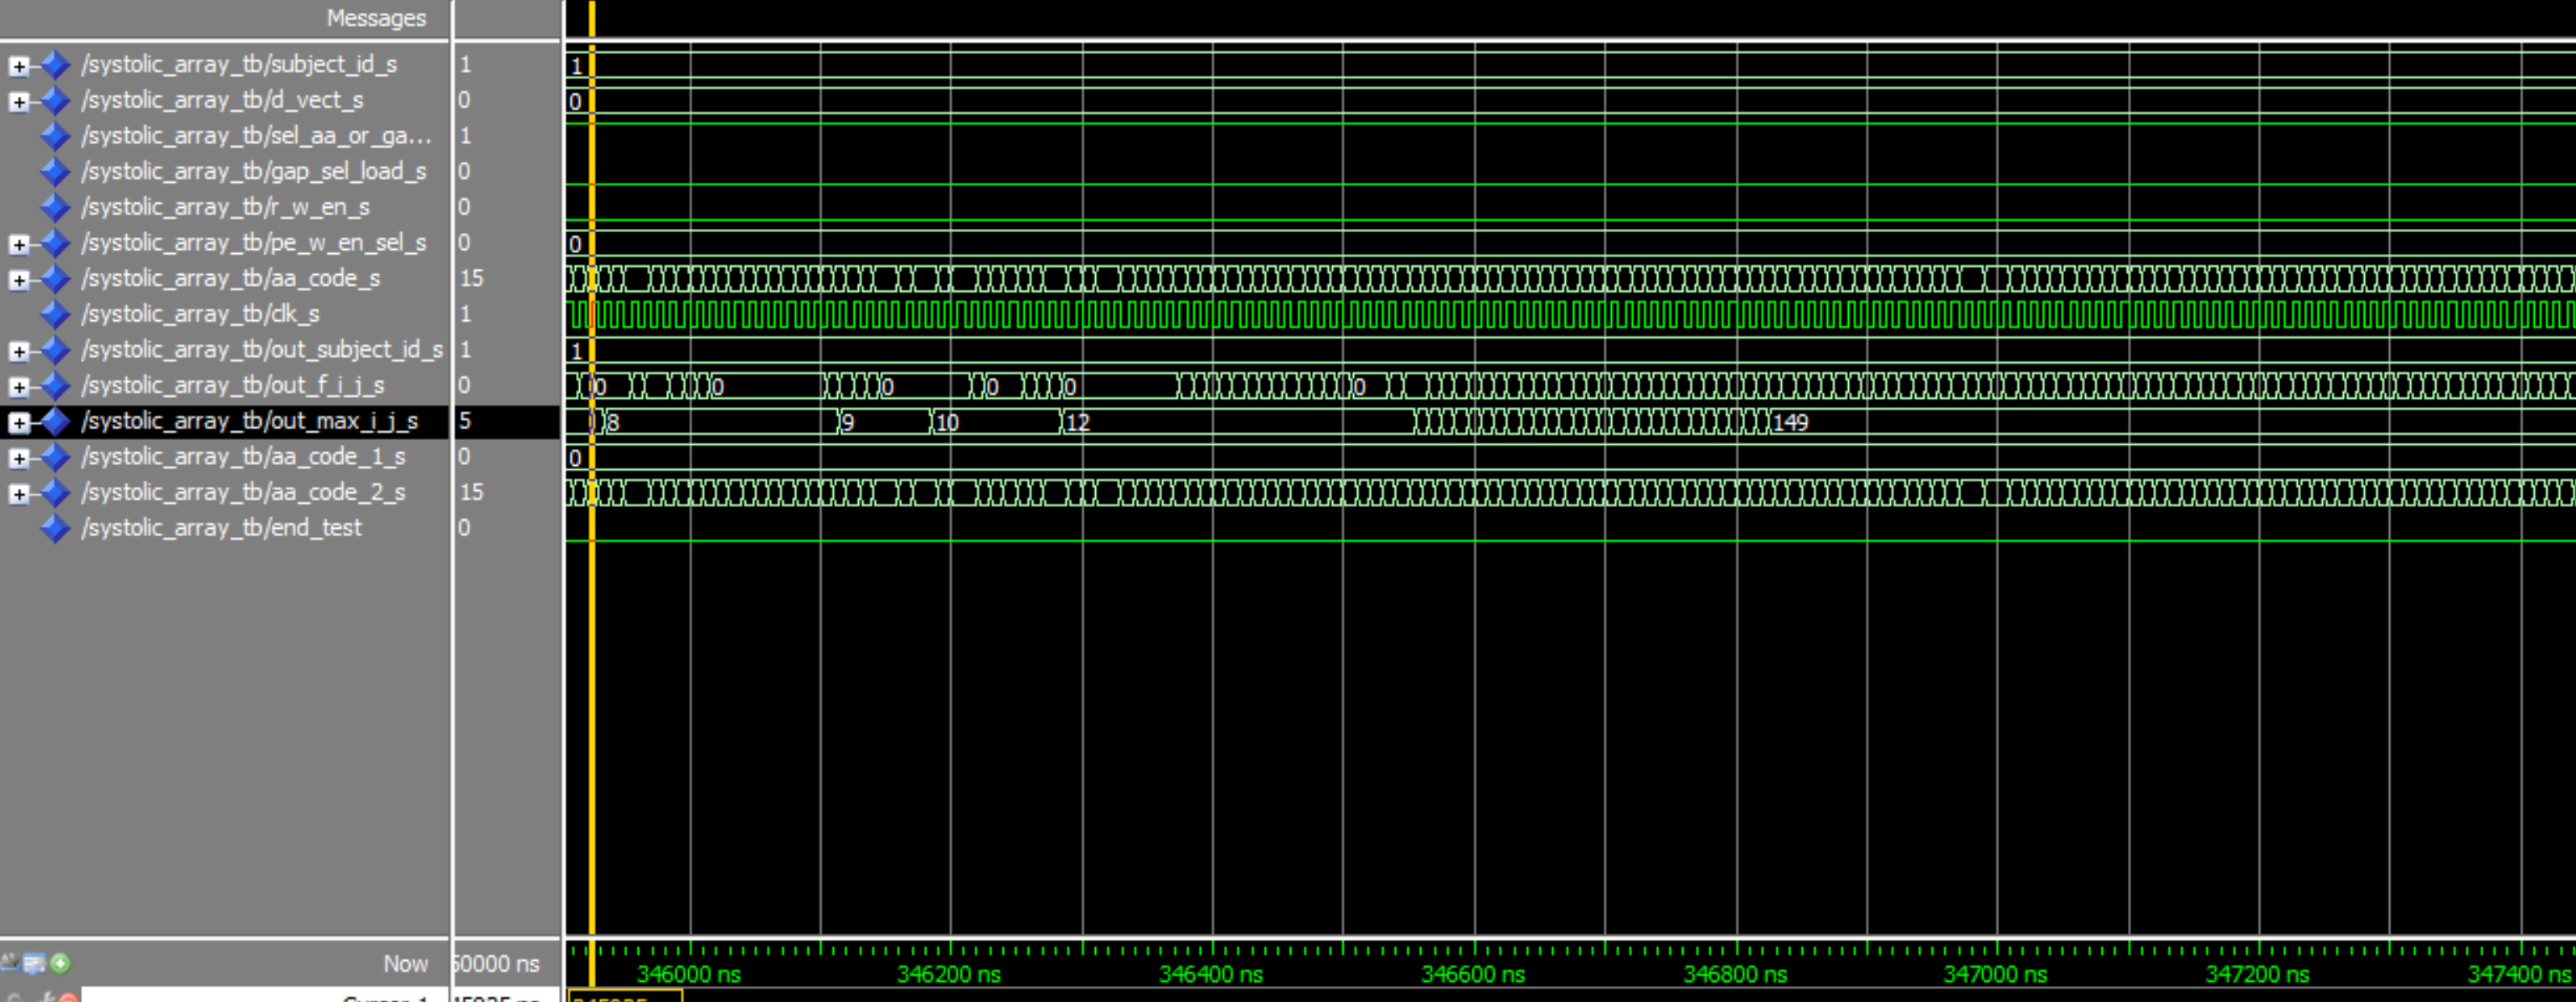 Messages
/systolic_array_tb/subject_id_s 1 1
/systolic_array_tb/d_vect_s 0 0
/systolic_array_tb/sel_aa_or_ga... 1
/systolic_array_tb/gap_sel_load_s 0
/systolic_array_tb/r_w_en_s 0
/systolic_array_tb/pe_w_en_sel_s 0 0
/systolic_array_tb/aa_code_s 15
/systolic_array_tb/clk_s 1
/systolic_array_tb/out_subject_id_s 1 1
/systolic_array_tb/out_f_i_j_s 0 0 0 0 0 0 0
/systolic_array_tb/out_max_i_j_s 5 8 9 10 12 149
/systolic_array_tb/aa_code_1_s 0 0
/systolic_array_tb/aa_code_2_s 15
/systolic_array_tb/end_test 0
Now 50000 ns 346000 ns 346200 ns 346400 ns 346600 ns 346800 ns 347000 ns 347200 ns 347400 ns
Cursor 1